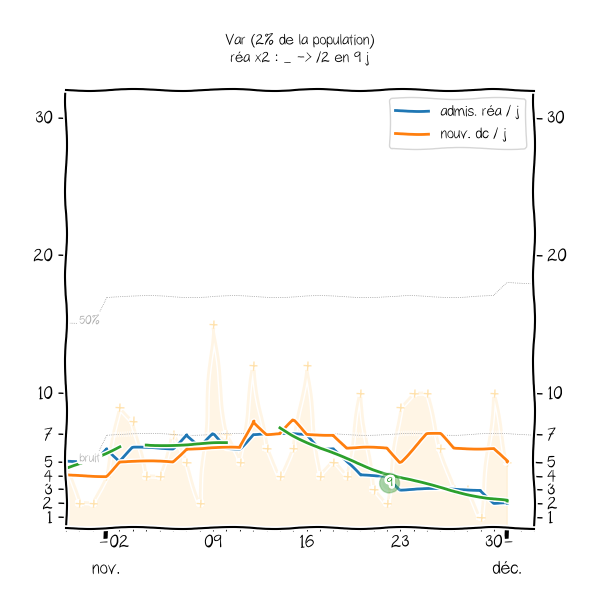 Var (2% de la population)
réa x2 : _ -> /2 en 9 j
admis. réa / j
nouv. dc / j
30 30
20 20
50%
10 10
7 7
bruit
5 5
4 4
9
3 3
2 2
1 1
02 09 16 23 30
nov. déc.